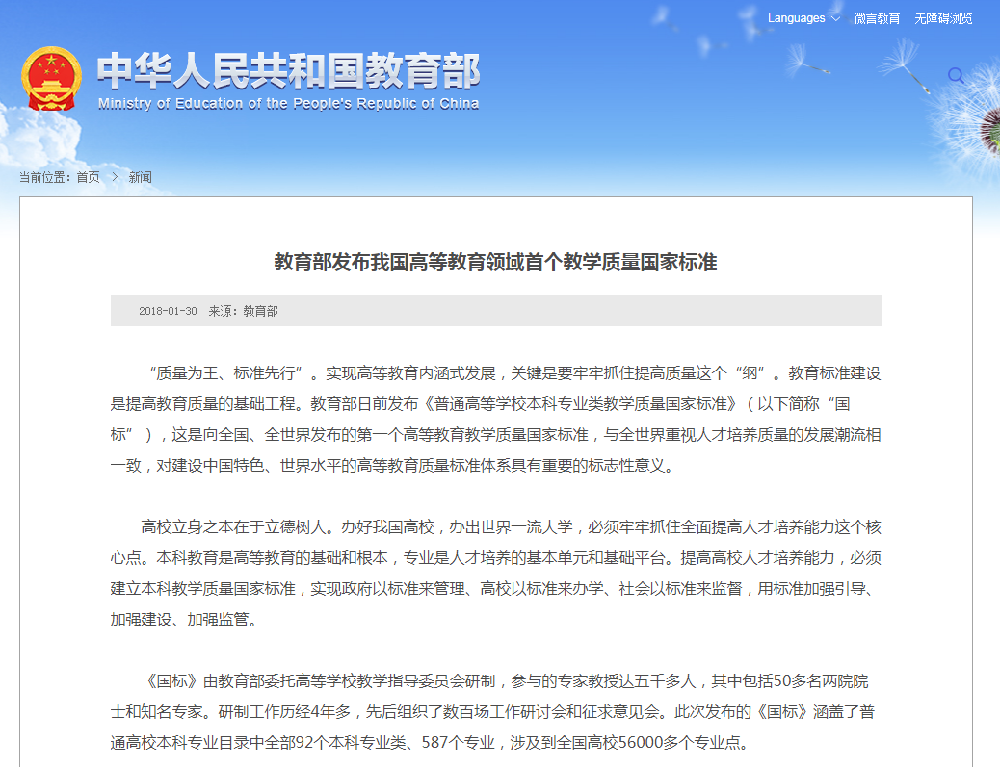 Languages 微言教育 无障碍浏览
中华人民共和国教育部
Ministry of Education of the People's Republic of China
当前位置：首页 > 新闻
教育部发布我国高等教育领域首个教学质量国家标准
2018-01-30 来源：教育部
“质量为王、标准先行”。实现高等教育内涵式发展，关键是要牢牢抓住提高质量这个“纲”。教育标准建设
是提高教育质量的基础工程。教育部日前发布《普通高等学校本科专业类教学质量国家标准》（以下简称“国
标”），这是向全国、全世界发布的第一个高等教育教学质量国家标准，与全世界重视人才培养质量的发展潮流相
一致，对建设中国特色、世界水平的高等教育质量标准体系具有重要的标志性意义。
高校立身之本在于立德树人。办好我国高校，办出世界一流大学，必须牢牢抓住全面提高人才培养能力这个核
心点。本科教育是高等教育的基础和根本，专业是人才培养的基本单元和基础平台。提高高校人才培养能力，必须
建立本科教学质量国家标准，实现政府以标准来管理、高校以标准来办学、社会以标准来监督，用标准加强引导、
加强建设、加强监管。
《国标》由教育部委托高等学校教学指导委员会研制，参与的专家教授达五千多人，其中包括50多名两院院
士和知名专家。研制工作历经4年多，先后组织了数百场工作研讨会和征求意见会。此次发布的《国标》涵盖了普
通高校本科专业目录中全部92个本科专业类、587个专业，涉及到全国高校56000多个专业点。